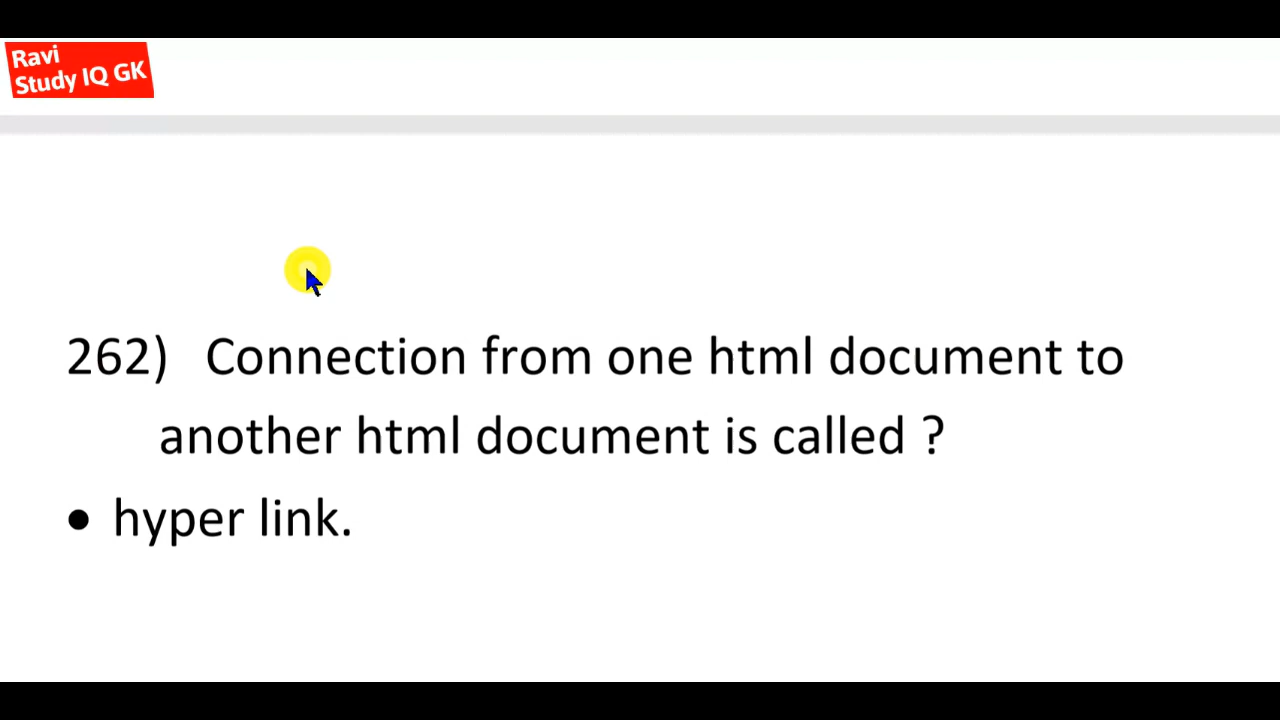 Ravi
Study IQ GK
262) Connection from one html document to
another html document is called ?
• hyper link.